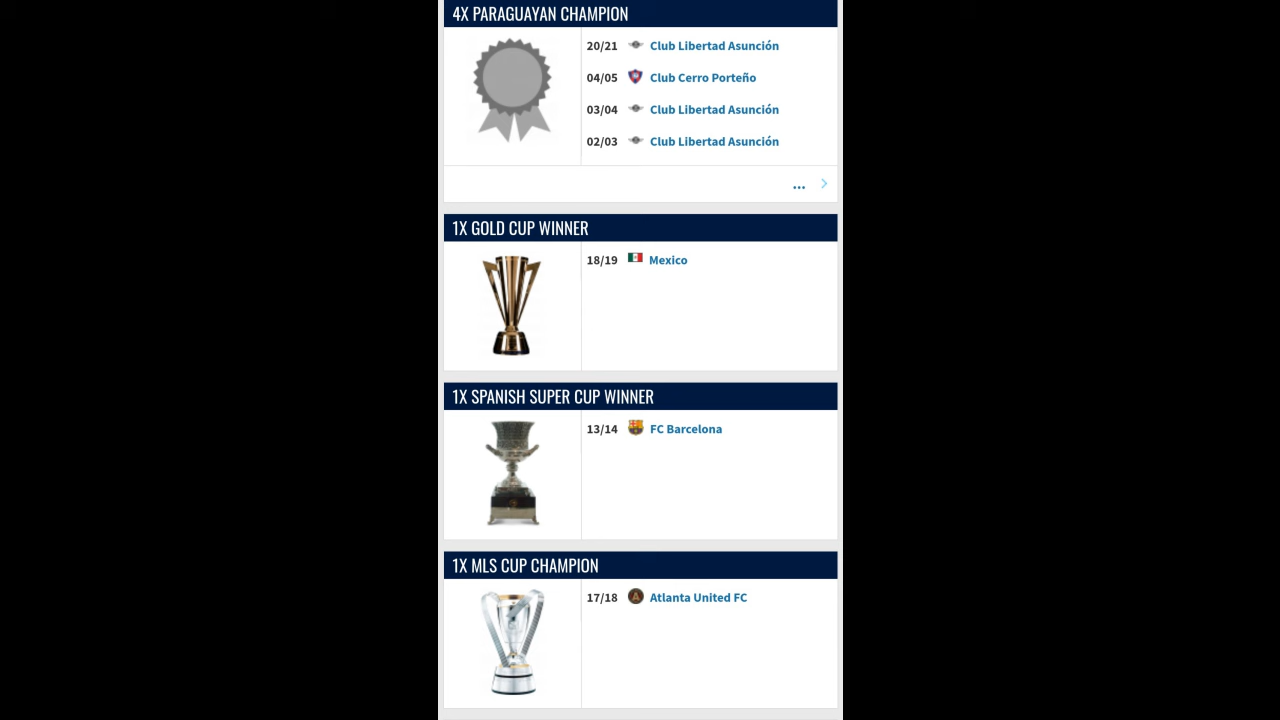 4X PARAGUAYAN CHAMPION
20/21 Club Libertad Asunción
04/05 Club Cerro Porteño
03/04 Club Libertad Asunción
02/03 Club Libertad Asunción
...
1X GOLD CUP WINNER
18/19 Mexico
1X SPANISH SUPER CUP WINNER
13/14 FC Barcelona
1X MLS CUP CHAMPION
17/18 Atlanta United FC